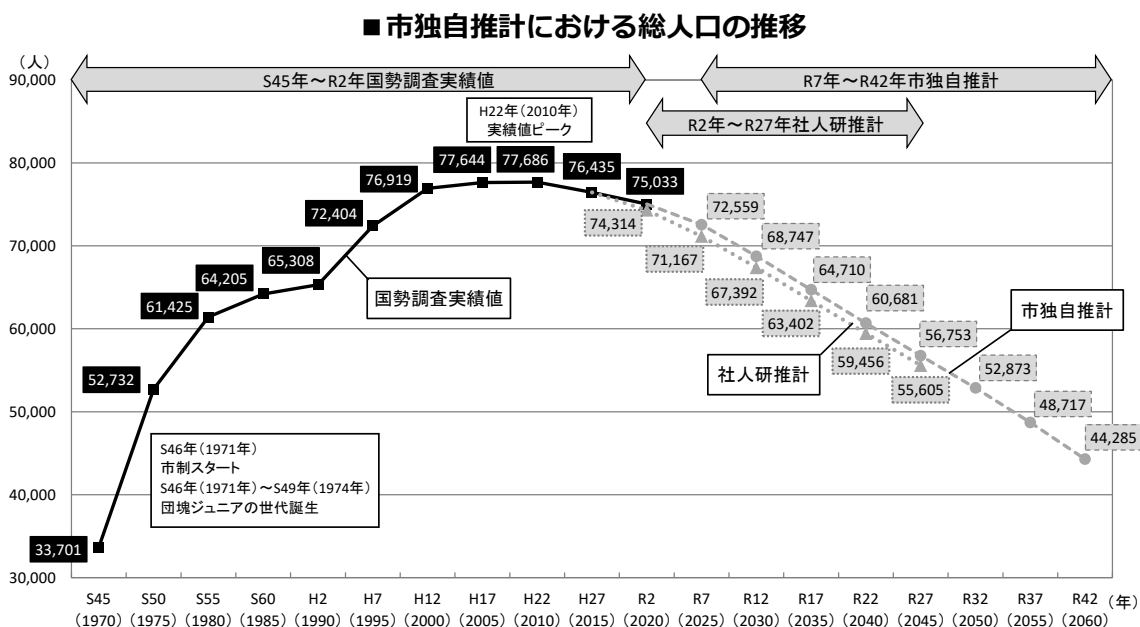 ■市独自推計における総人口の推移
（人）
S45年～R2年国勢調査実績値
R7年～R42年市独自推計
R2年～R27年社人研推計
H22年（2010年）
実績値ピーク
90,000
80,000
70,000
60,000
50,000
40,000
30,000
33,701
52,732
61,425
64,205
65,308
72,404
76,919
77,644
77,686
76,435
75,033
国勢調査実績値
74,314
71,167
67,392
63,402
59,456
55,605
社人研推計
72,559
68,747
64,710
60,681
56,753
52,873
48,717
44,285
市独自推計
S46年（1971年）
市制スタート
S46年（1971年）～S49年（1974年）
団塊ジュニアの世代誕生
S45 S50 S55 S60 H2 H7 H12 H17 H22 H27 R2 R7 R12 R17 R22 R27 R32 R37 R42 （年）
（1970） （1975） （1980） （1985） （1990） （1995） （2000） （2005） （2010） （2015） （2020） （2025） （2030） （2035） （2040） （2045） （2050） （2055） （2060）